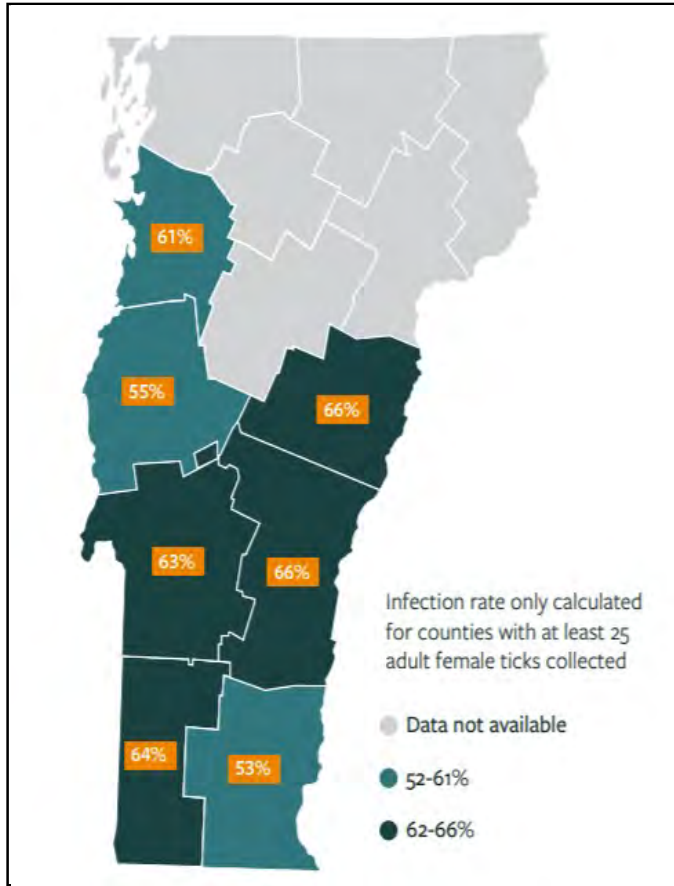 61%
55%
66%
63%
66%
Infection rate only calculated
for counties with at least 25
adult female ticks collected
Data not available
64%
53%
52-61%
62-66%